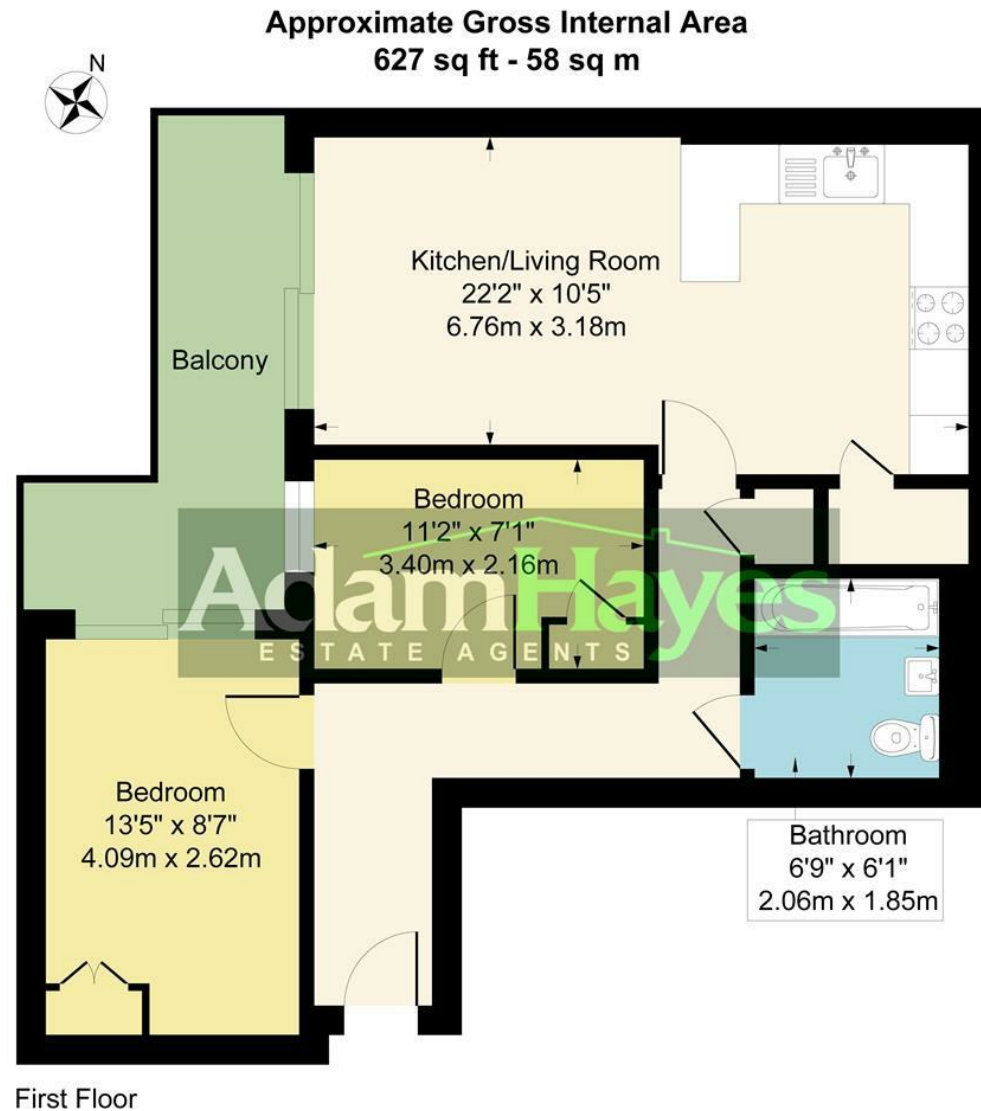 Approximate Gross Internal Area
627 sq ft - 58 sq m
N
Kitchen/Living Room
22'2" x 10'5"
6.76m x 3.18m
Balcony
Bedroom
11'2" x 7'1"
3.40m x 2.16m
AdamHayes
ESTATE AGENTS
Bedroom
13'5" x 8'7"
4.09m x 2.62m
Bathroom
6'9" x 6'1"
2.06m x 1.85m
First Floor